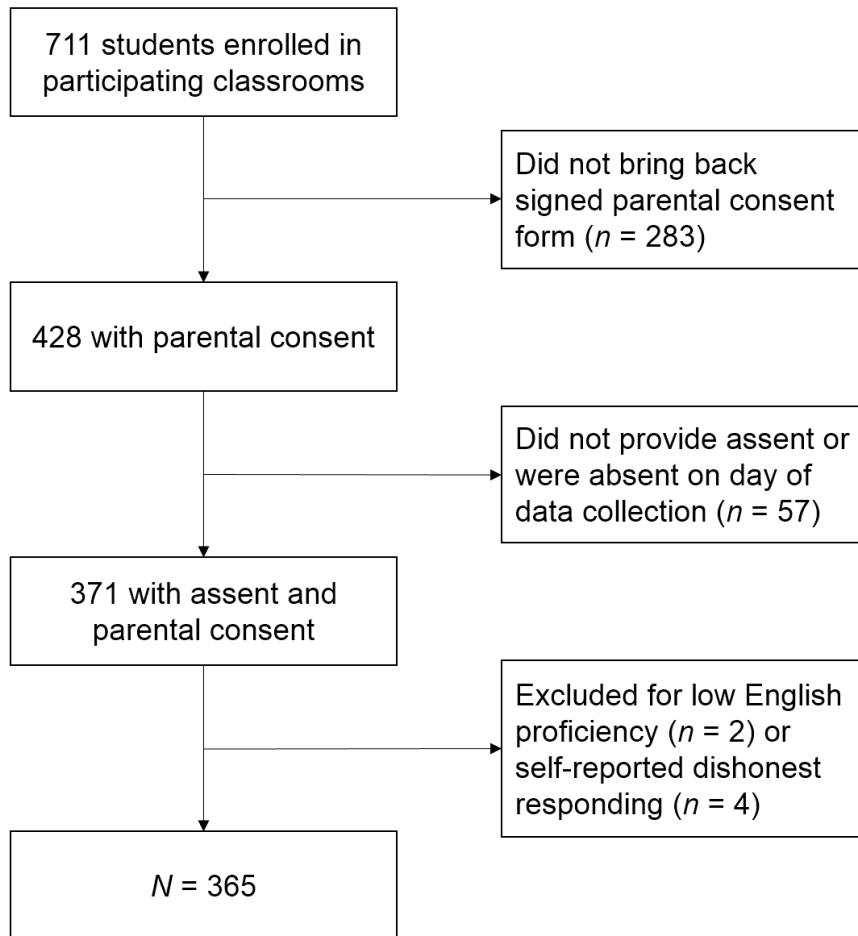 711 students enrolled in
participating classrooms
Did not bring back
signed parental consent
form (n = 283)
428 with parental consent
Did not provide assent or
were absent on day of
data collection (n = 57)
371 with assent and
parental consent
Excluded for low English
proficiency (n = 2) or
self-reported dishonest
responding (n = 4)
N = 365